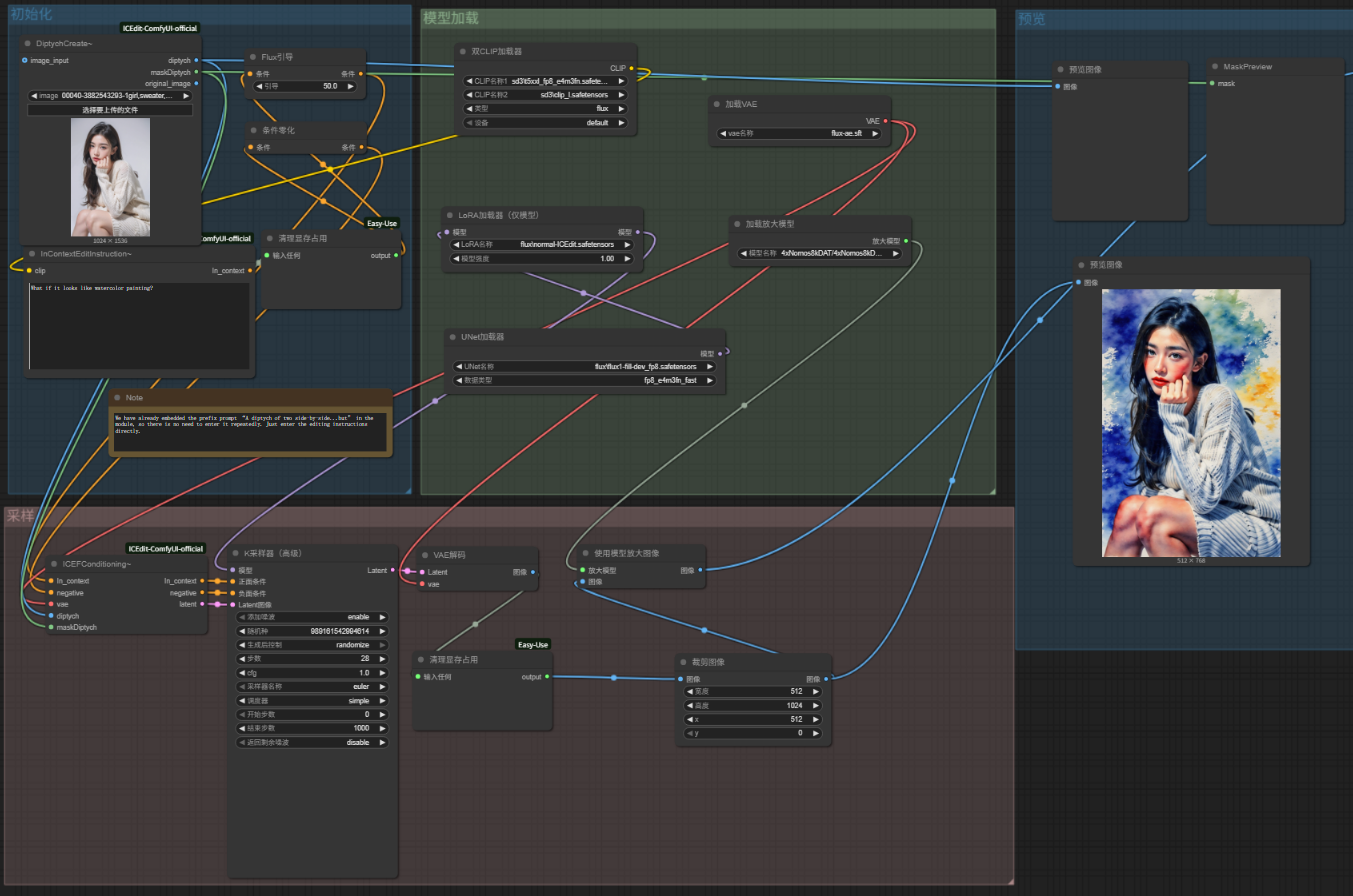 初始化
ICEdit-ComfyUI-official
DiptychCreate~
image_input
diptych
maskDiptych
original_image
image 00040-3882543293-1girl,sweater,...
选择要上传的文件
1024 × 1536
Flux引导
条件 条件
引导 50.0
条件零化
条件 条件
Easy-Use
清理显存占用
输入任何 output
omfyUI-official
InContextEditInstruction~
clip In_context
What if it looks like watercolor painting?
Note
We have already embedded the prefix prompt “A diptych of two side-by-side...but” in the
module, so there is no need to enter it repeatedly. Just enter the editing instructions
directly.
模型加载
双CLIP加载器
CLIP
CLIP名称1 sd3\t5xxl_fp8_e4m3fn.safete...
CLIP名称2 sd3\clip_l.safetensors
类型 flux
设备 default
加载VAE
VAE
vae名称 flux-ae.sft
LoRA加载器（仅模型）
模型 模型
LoRA名称 flux\normal-ICEdit.safetensors
模型强度 1.00
加载放大模型
放大模型
模型名称 4xNomos8kDAT/4xNomos8kD...
UNet加载器
模型
UNet名称 flux\flux1-fill-dev_fp8.safetensors
数据类型 fp8_e4m3fn_fast
预览
预览图像
图像
MaskPreview
mask
预览图像
图像
512 × 768
采样
ICEdit-ComfyUI-official
ICEFConditioning~
In_context In_context
negative negative
vae latent
diptych
maskDiptych
K采样器（高级）
模型 Latent
正面条件
负面条件
Latent图像
添加噪波 enable
随机种 989161542994614
生成后控制 randomize
步数 28
cfg 1.0
采样器名称 euler
调度器 simple
开始步数 0
结束步数 1000
返回剩余噪波 disable
VAE解码
Latent 图像
vae
使用模型放大图像
放大模型 图像
图像
Easy-Use
清理显存占用
输入任何 output
裁剪图像
图像 图像
宽度 512
高度 1024
x 512
y 0